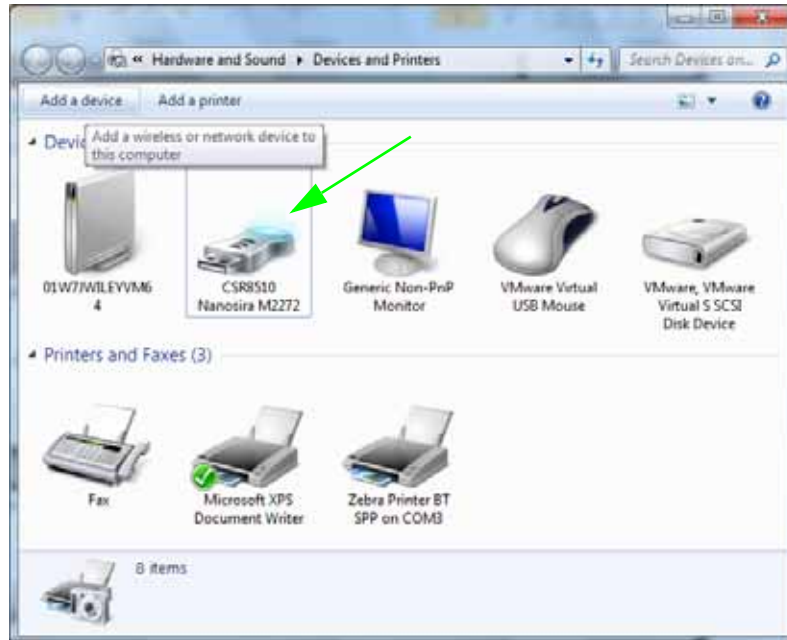 « Hardware and Sound ▸ Devices and Printers
Search Devices an...
Add a device
Add a printer
Devic
Add a wireless or network device to
this computer
CSR8510
Nanosira M2272
Generic Non-PnP
Monitor
VMware Virtual
USB Mouse
VMware, VMware
Virtual S SCSI
Disk Device
Printers and Faxes (3)
Fax
Microsoft XPS
Document Writer
Zebra Printer BT
SPP on COM3
8 items